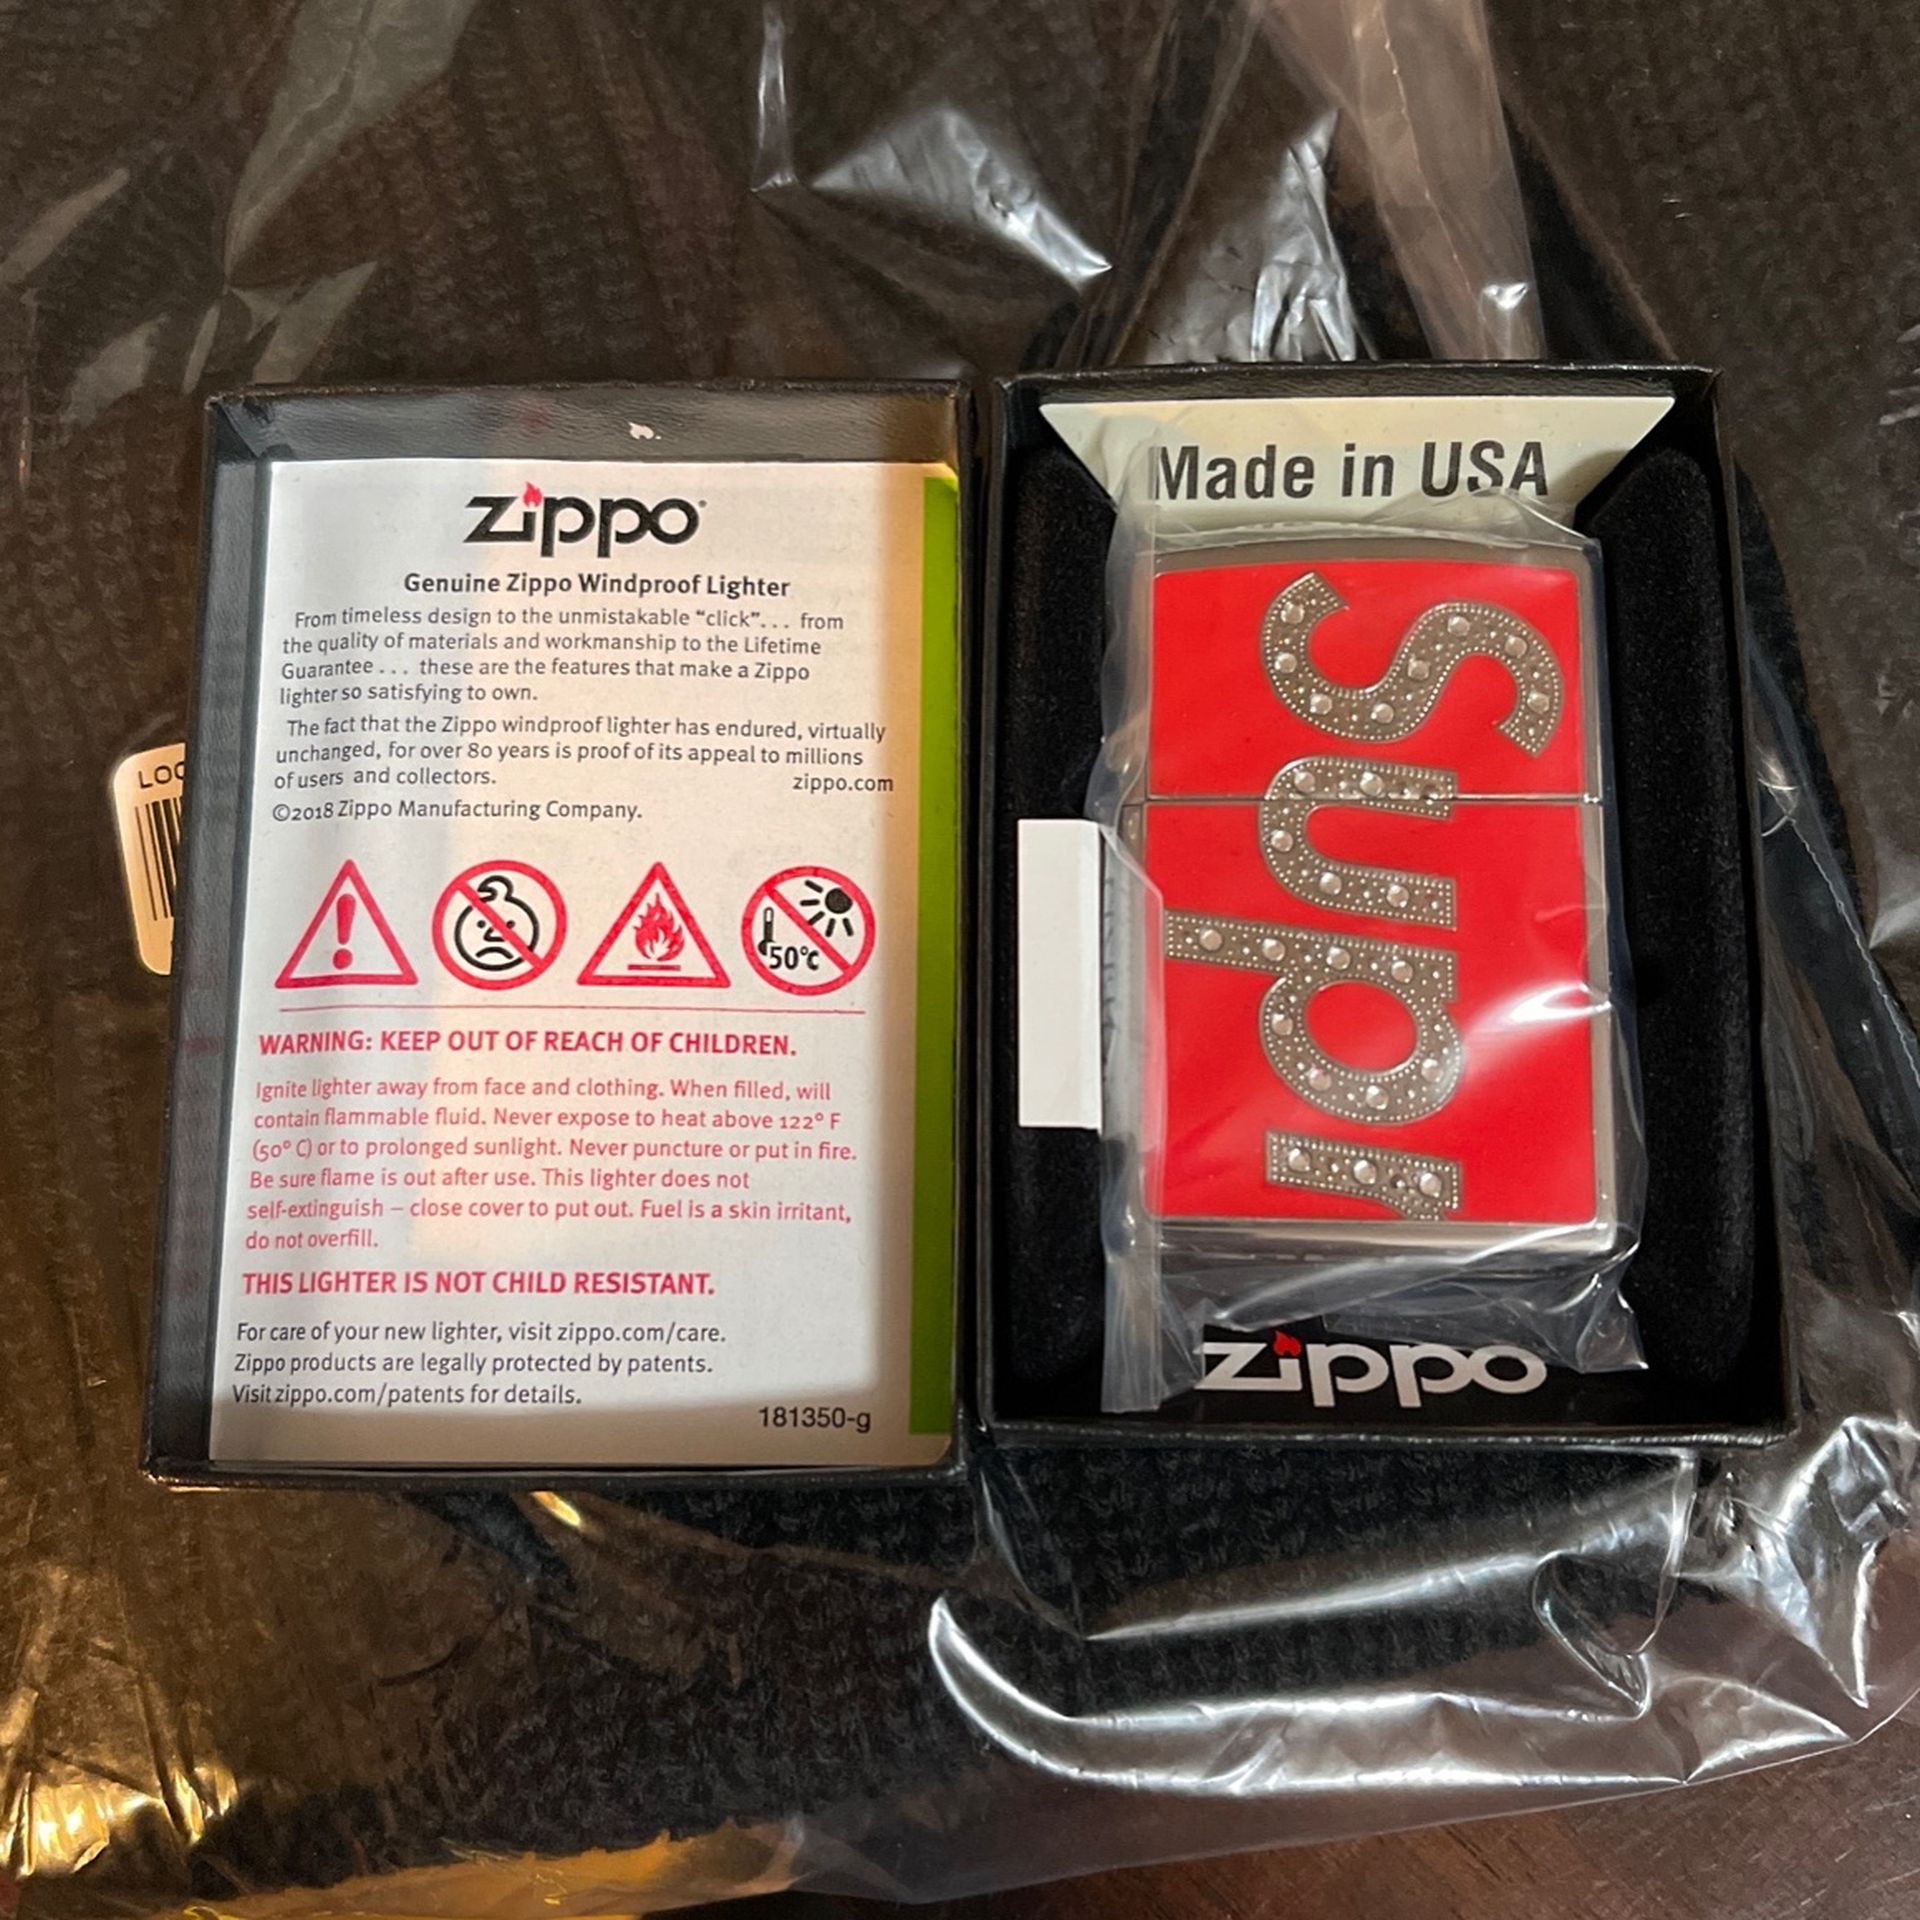 zippo
Genuine Zippo Windproof Lighter
From timeless design to the unmistakable “click”... from
the quality of materials and workmanship to the Lifetime
Guarantee ... these are the features that make a Zippo
lighter so satisfying to own.
The fact that the Zippo windproof lighter has endured, virtually
unchanged, for over 80 years is proof of its appeal to millions
of users and collectors. zippo.com
©2018 Zippo Manufacturing Company.
50°C
WARNING: KEEP OUT OF REACH OF CHILDREN.
Ignite lighter away from face and clothing. When filled, will
contain flammable fluid. Never expose to heat above 122° F
(50° C) or to prolonged sunlight. Never puncture or put in fire.
Be sure flame is out after use. This lighter does not
self-extinguish – close cover to put out. Fuel is a skin irritant,
do not overfill.
THIS LIGHTER IS NOT CHILD RESISTANT.
For care of your new lighter, visit zippo.com/care.
Zippo products are legally protected by patents.
Visit zippo.com/patents for details.
181350-g
Made in USA
Supr
zippo